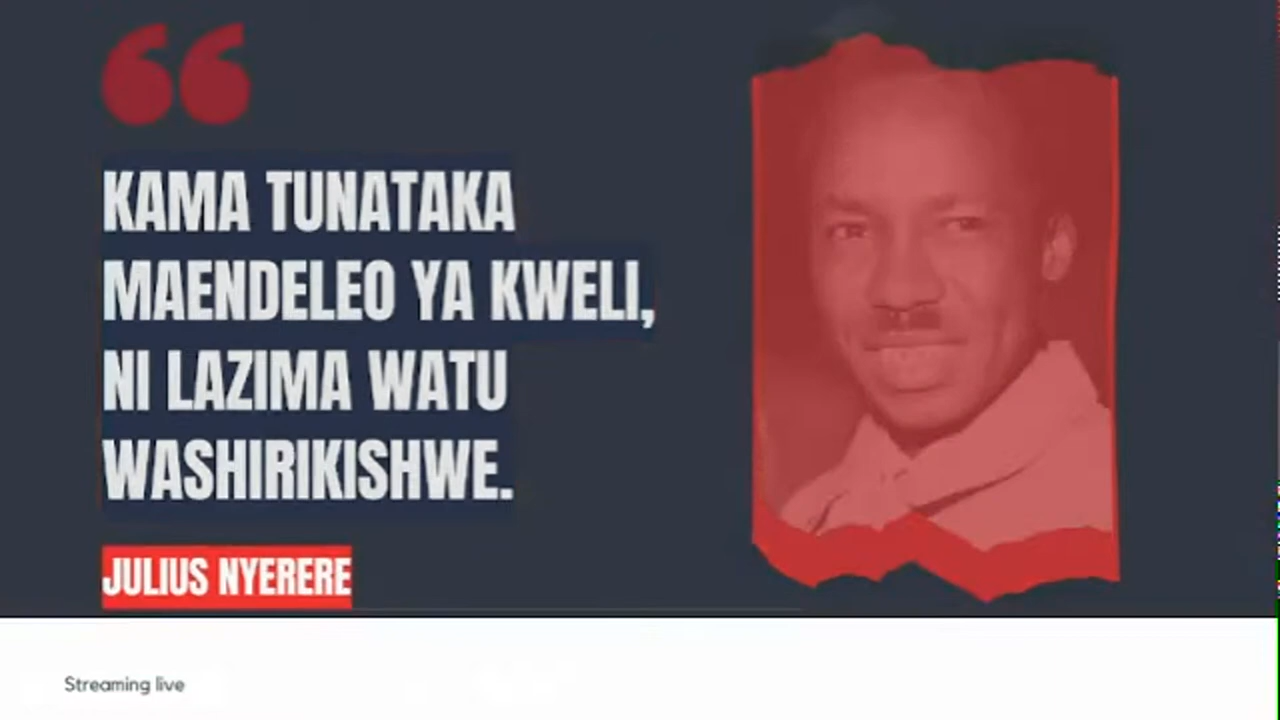 KAMA TUNATAKA
MAENDELEO YA KWELI,
NI LAZIMA WATU
WASHIRIKISHWE.
JULIUS NYERERE
Streaming live